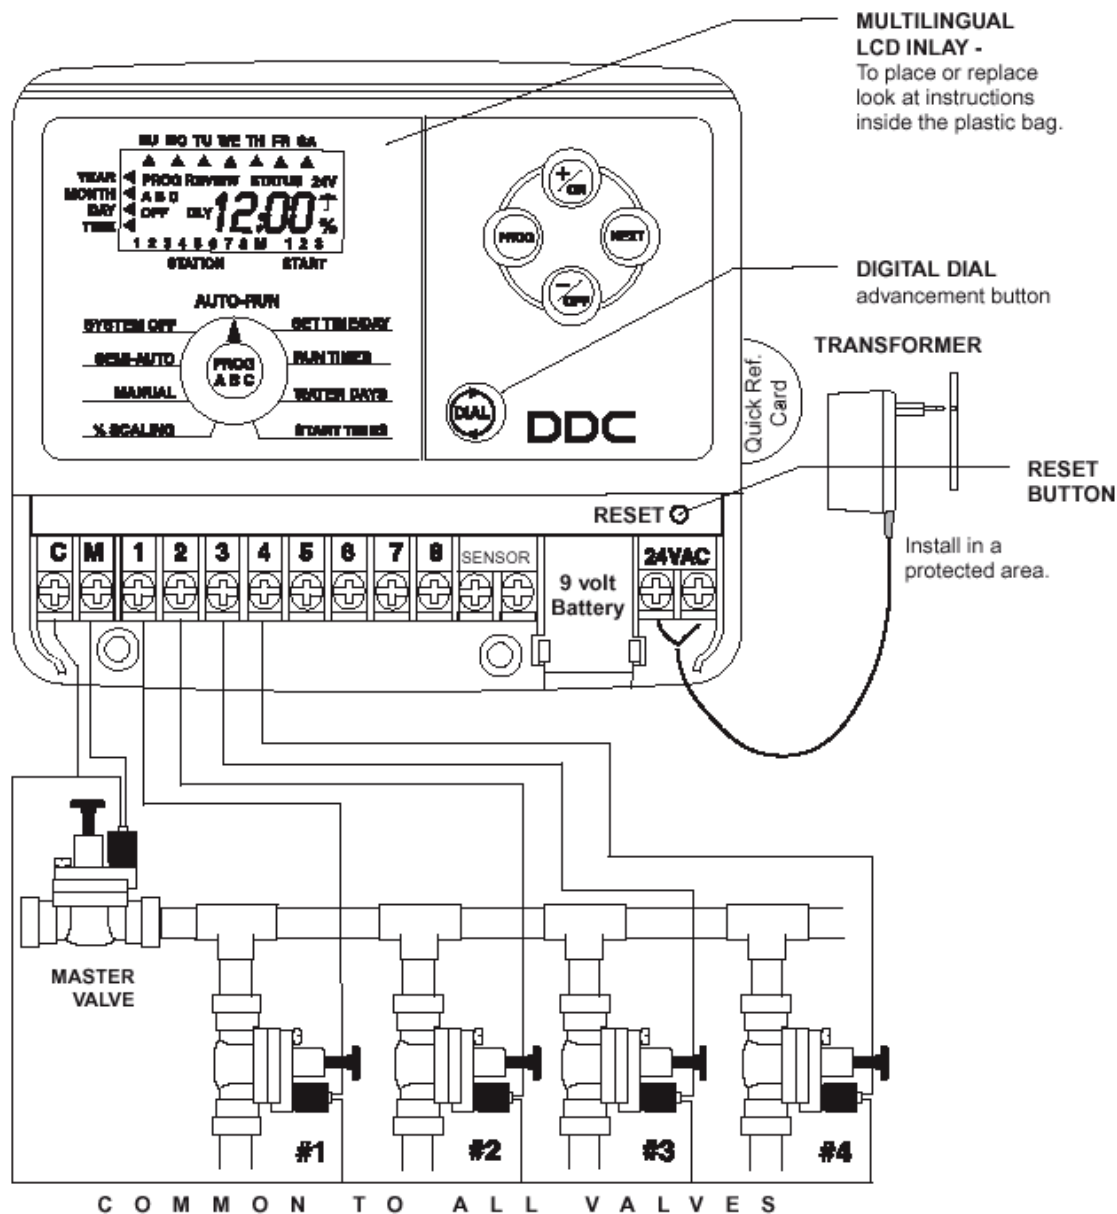 MULTILINGUAL
LCD INLAY -
To place or replace
look at instructions
inside the plastic bag.
SU MO TU WE TH FR SA
YEAR
MONTH
DAY
TIME
PROG REVIEW STATUS 24V
A B C
OFF DLY 12:00 %
1 2 3 4 5 6 7 8 M 1 2 3
STATION START
+/ON
PROG
NEXT
-/OFF
DIGITAL DIAL
advancement button
AUTO-RUN
SYSTEM OFF
SEMI-AUTO
MANUAL
% SCALING
SET TIME/DAY
RUN TIMES
WATER DAYS
START TIMES
PROG
A B C
DIAL
DDC
Quick Ref.
Card
TRANSFORMER
RESET
BUTTON
RESET
Install in a
protected area.
C M 1 2 3 4 5 6 7 8 SENSOR
9 volt
Battery
24VAC
MASTER
VALVE
#1 #2 #3 #4
COMMON TO ALL VALVES